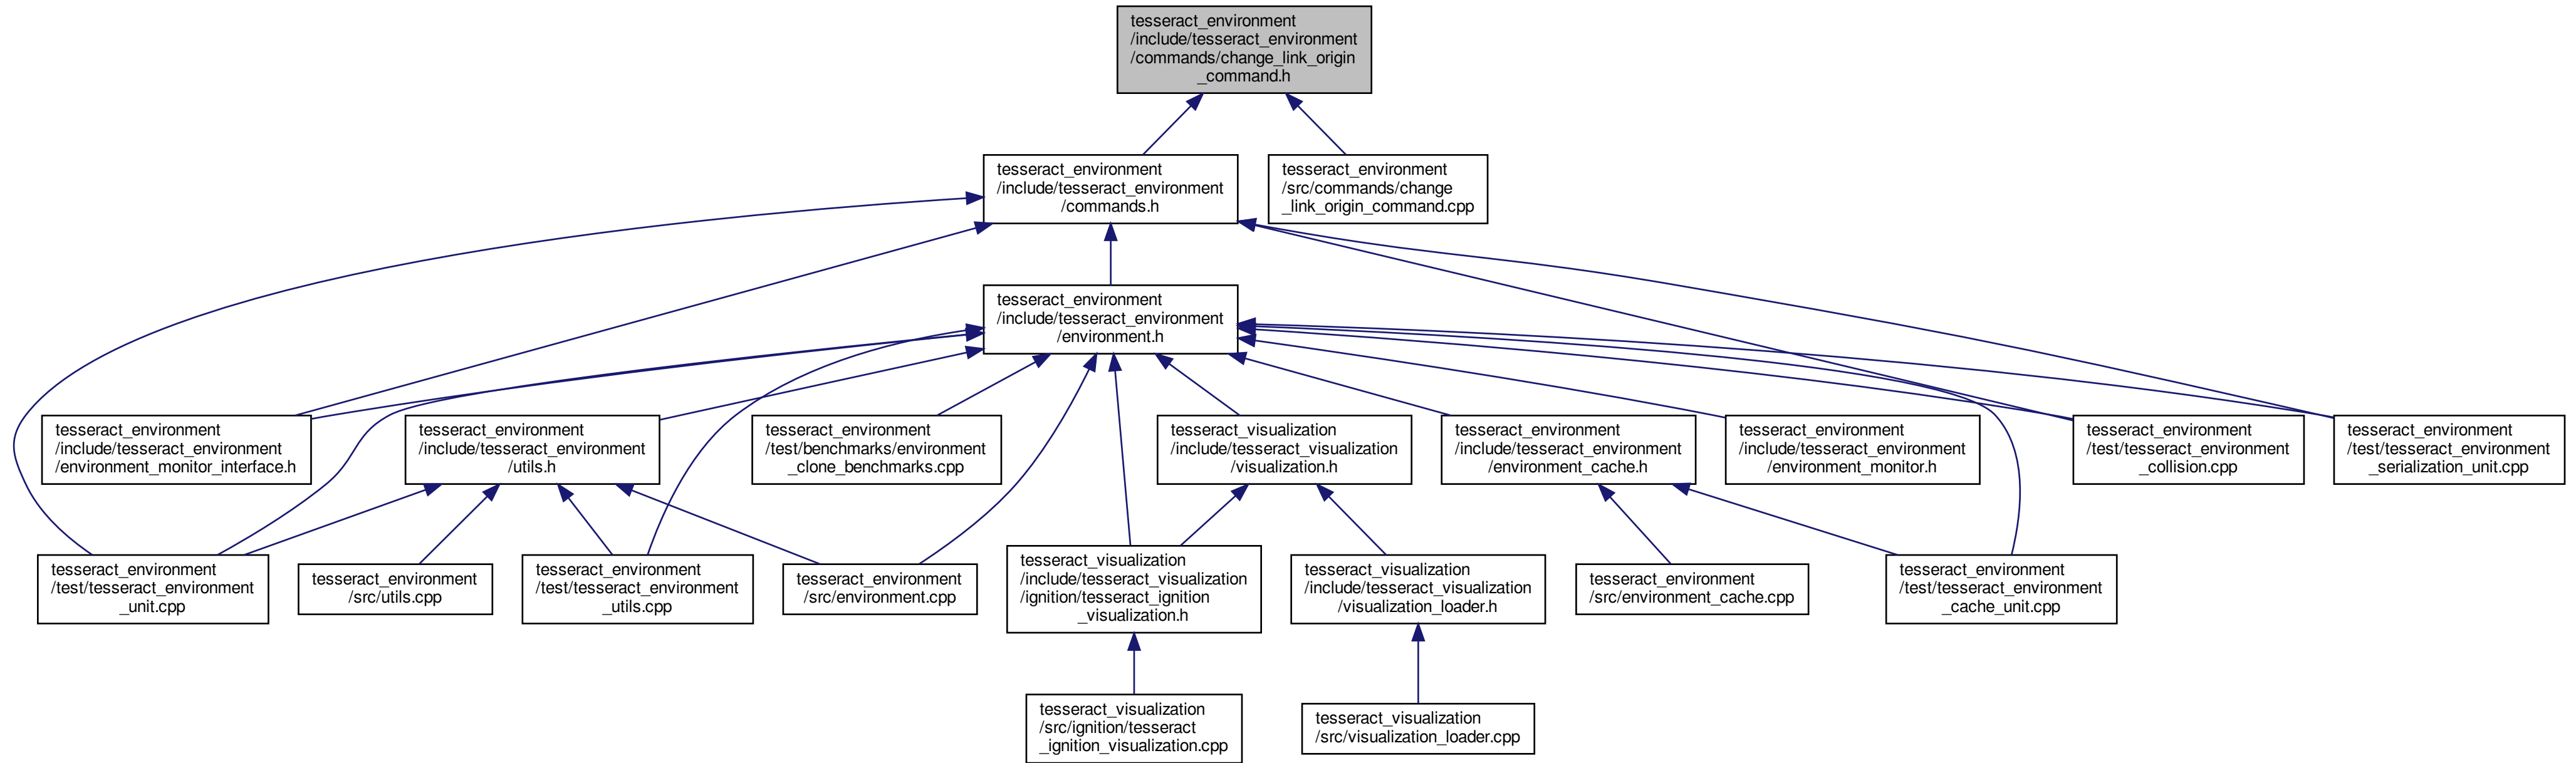 tesseract_environment
/include/tesseract_environment
/commands/change_link_origin
_command.h
tesseract_environment
/include/tesseract_environment
/commands.h
tesseract_environment
/src/commands/change
_link_origin_command.cpp
tesseract_environment
/include/tesseract_environment
/environment.h
tesseract_environment
/include/tesseract_environment
/environment_monitor_interface.h
tesseract_environment
/include/tesseract_environment
/utils.h
tesseract_environment
/test/benchmarks/environment
_clone_benchmarks.cpp
tesseract_visualization
/include/tesseract_visualization
/visualization.h
tesseract_environment
/include/tesseract_environment
/environment_cache.h
tesseract_environment
/include/tesseract_environment
/environment_monitor.h
tesseract_environment
/test/tesseract_environment
_collision.cpp
tesseract_environment
/test/tesseract_environment
_serialization_unit.cpp
tesseract_environment
/test/tesseract_environment
_unit.cpp
tesseract_environment
/src/utils.cpp
tesseract_environment
/test/tesseract_environment
_utils.cpp
tesseract_environment
/src/environment.cpp
tesseract_visualization
/include/tesseract_visualization
/ignition/tesseract_ignition
_visualization.h
tesseract_visualization
/include/tesseract_visualization
/visualization_loader.h
tesseract_environment
/src/environment_cache.cpp
tesseract_environment
/test/tesseract_environment
_cache_unit.cpp
tesseract_visualization
/src/ignition/tesseract
_ignition_visualization.cpp
tesseract_visualization
/src/visualization_loader.cpp